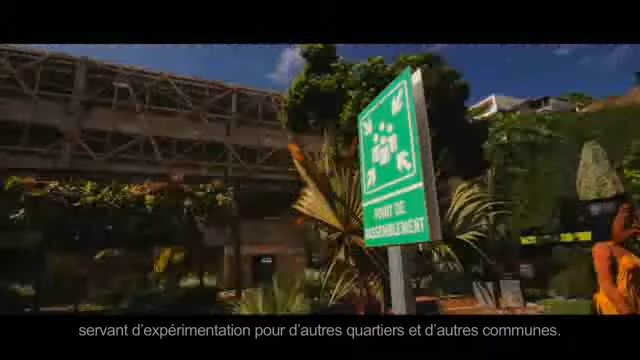 POINT DE
RASSEMBLEMENT
servant d'expérimentation pour d'autres quartiers et d'autres communes.